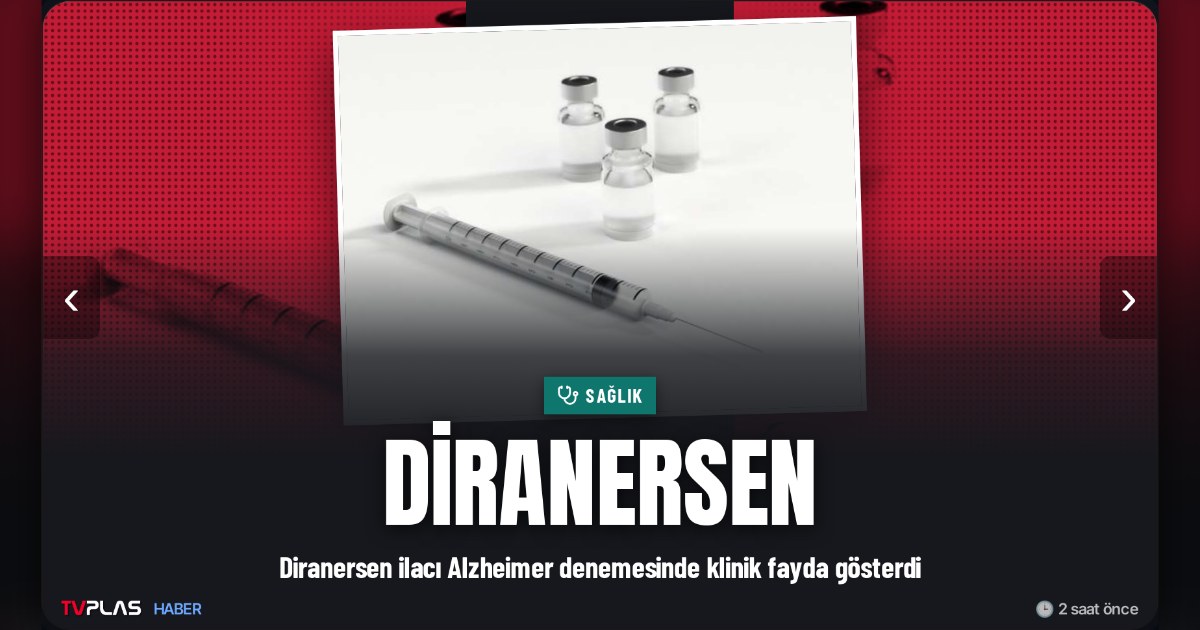 SAĞLIK
DİRANERSEN
Diranersen ilacı Alzheimer denemesinde klinik fayda gösterdi
TVPLAS HABER
2 saat önce